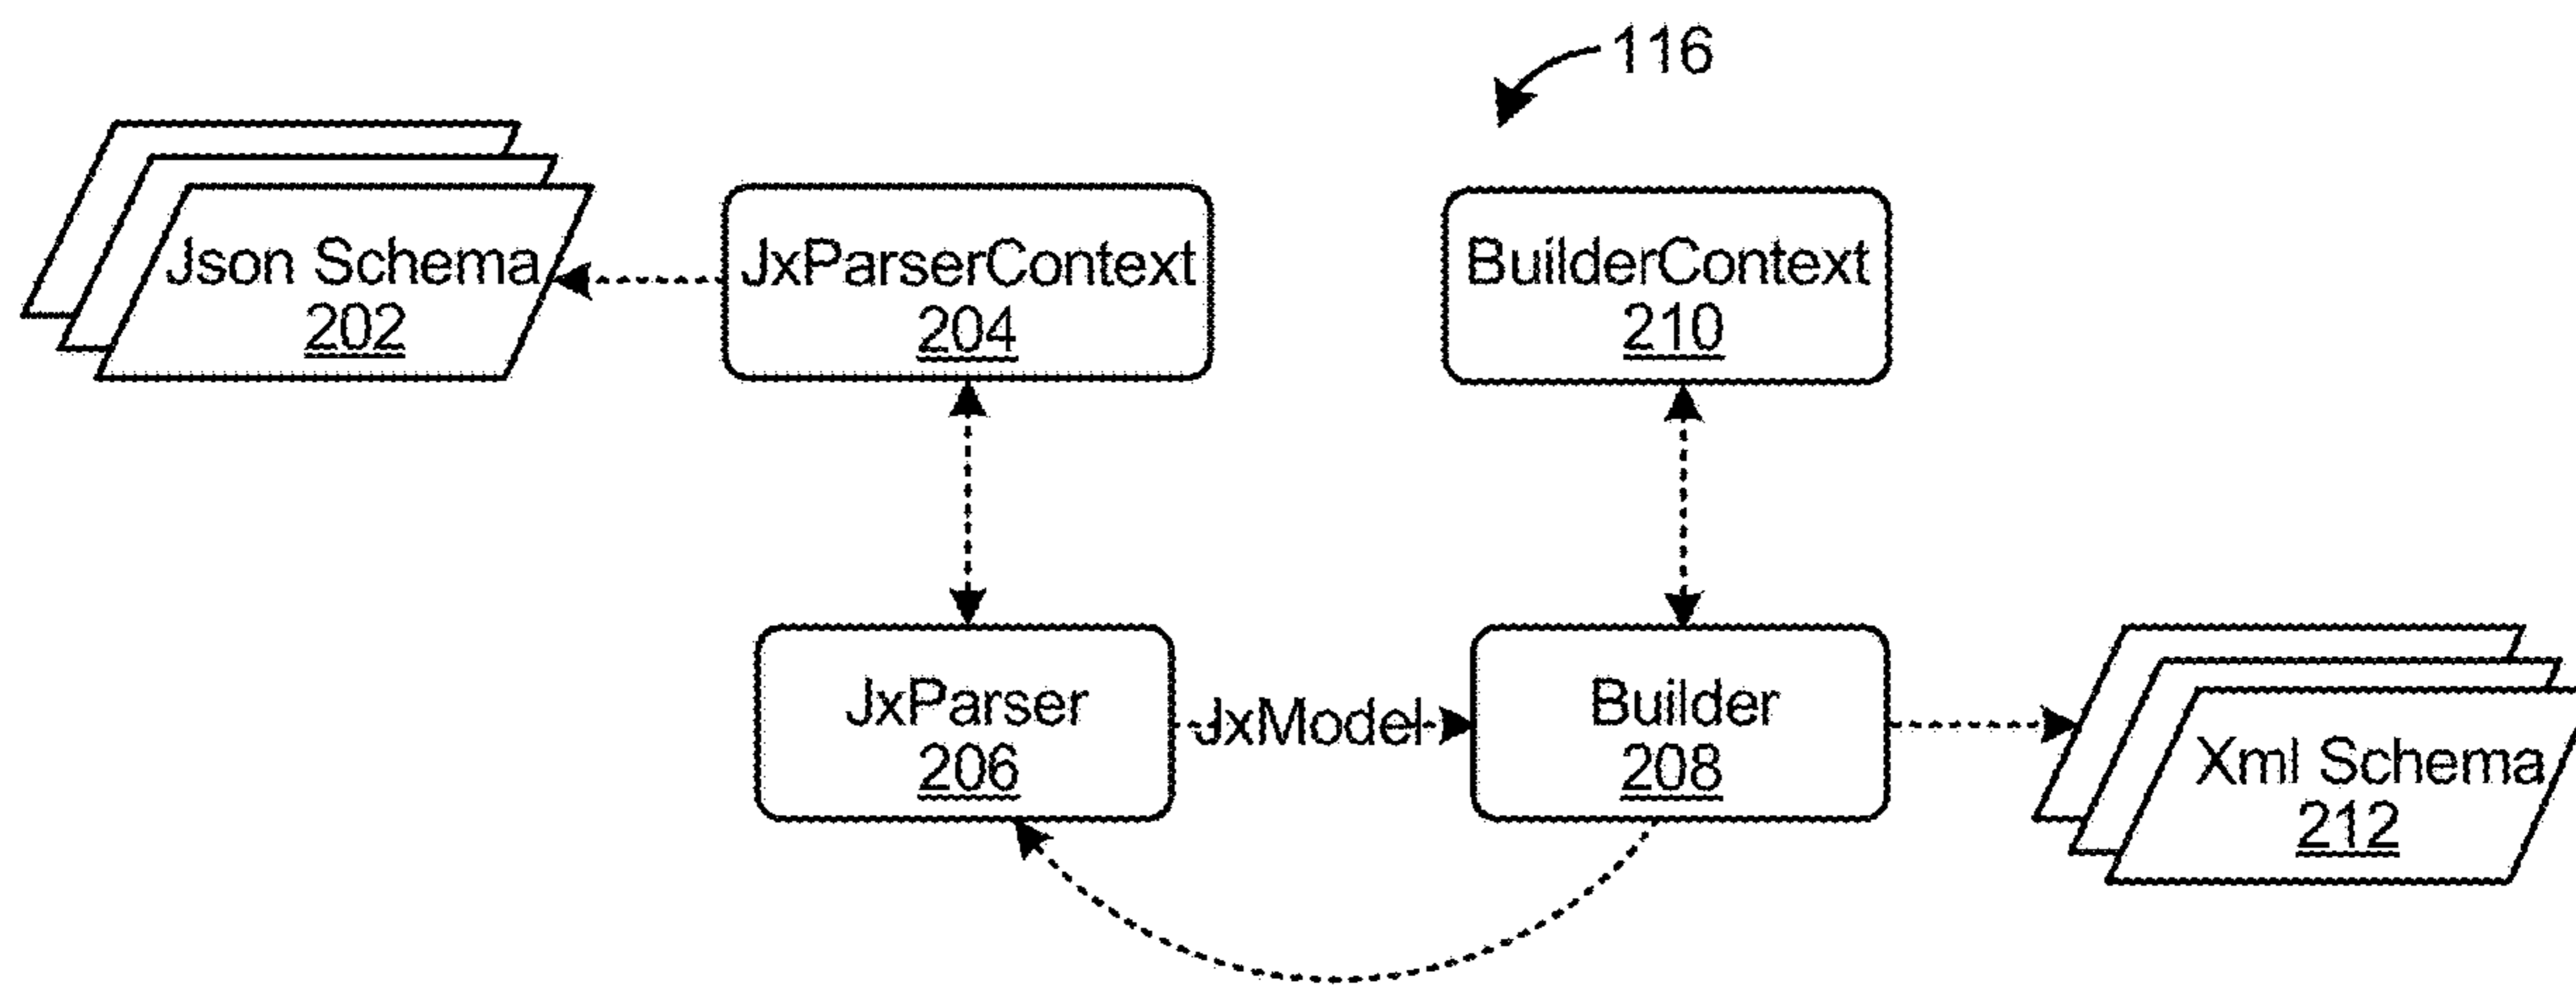 116
Json Schema
202
JxParserContext
204
BuilderContext
210
JxParser
206
JxModel
Builder
208
Xml Schema
212